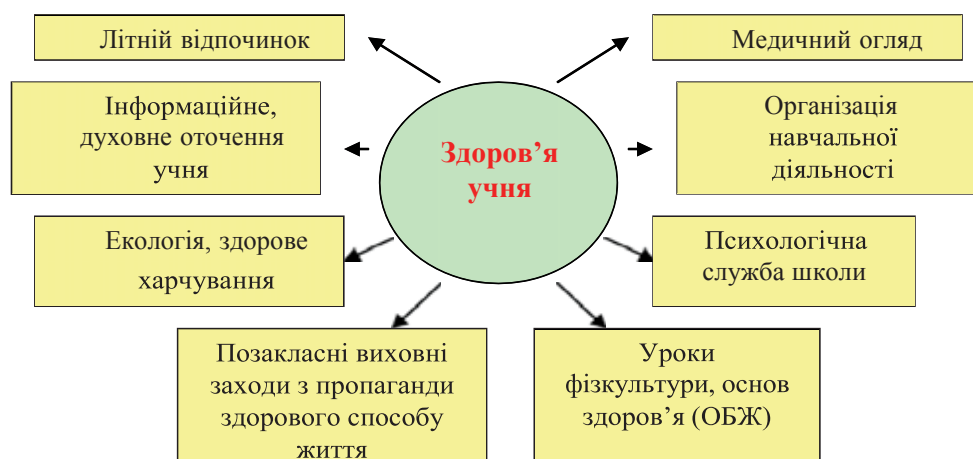 Літній відпочинок
Медичний огляд
Інформаційне,
духовне оточення
учня
Здоров’я
учня
Організація
навчальної
діяльності
Екологія, здорове
харчування
Психологічна
служба школи
Позакласні виховні
заходи з пропаганди
здорового способу
життя
Уроки
фізкультури, основ
здоров’я (ОБЖ)